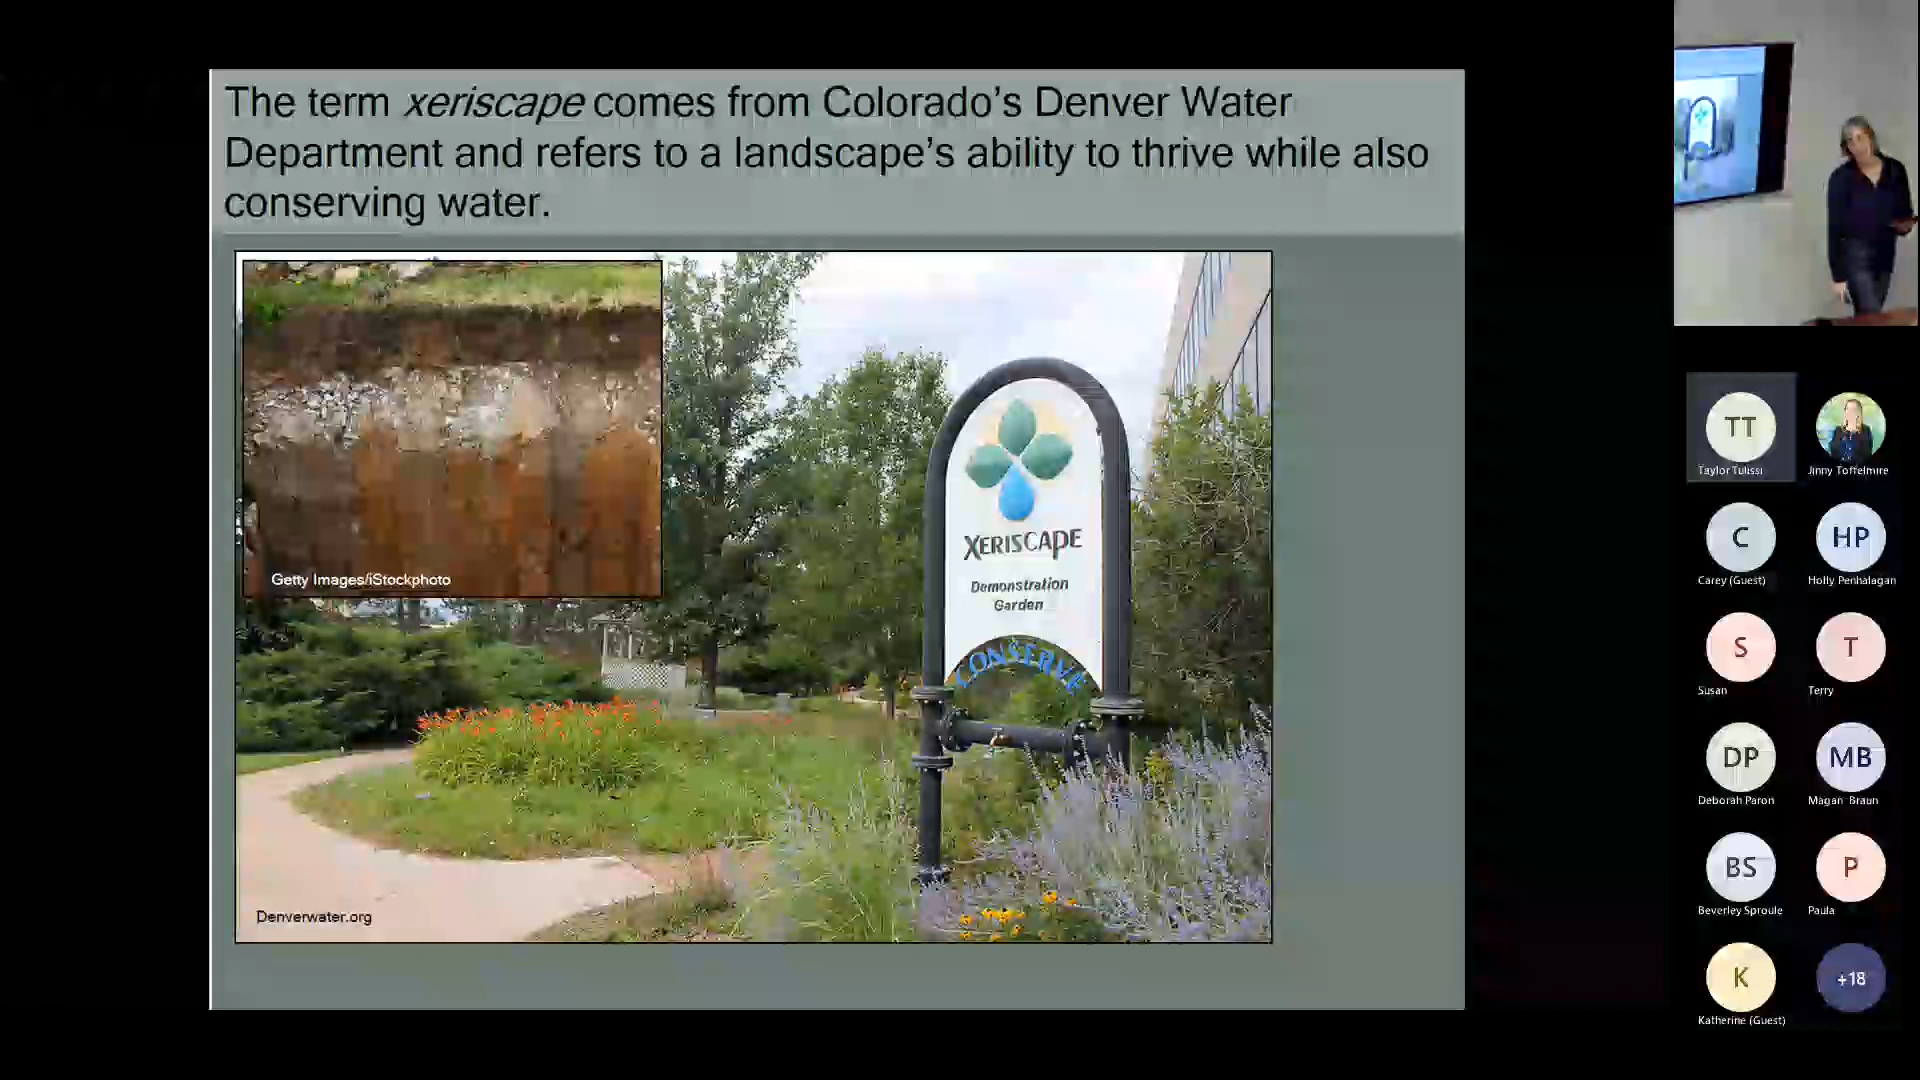 The term xeriscape comes from Colorado's Denver Water
Department and refers to a landscape's ability to thrive while also
conserving water.
Getty Images/iStockphoto
XERISCAPE
Demonstration
Garden
CONSERVE
Denverwater.org
TT
Taylor Tulissi
Jinny Toffelmire
C
Carey (Guest)
HP
Holly Penhalagan
S
Susan
T
Terry
DP
Deborah Paron
MB
Magan Braun
BS
Beverley Sproule
P
Paula
K
Katherine (Guest)
+18